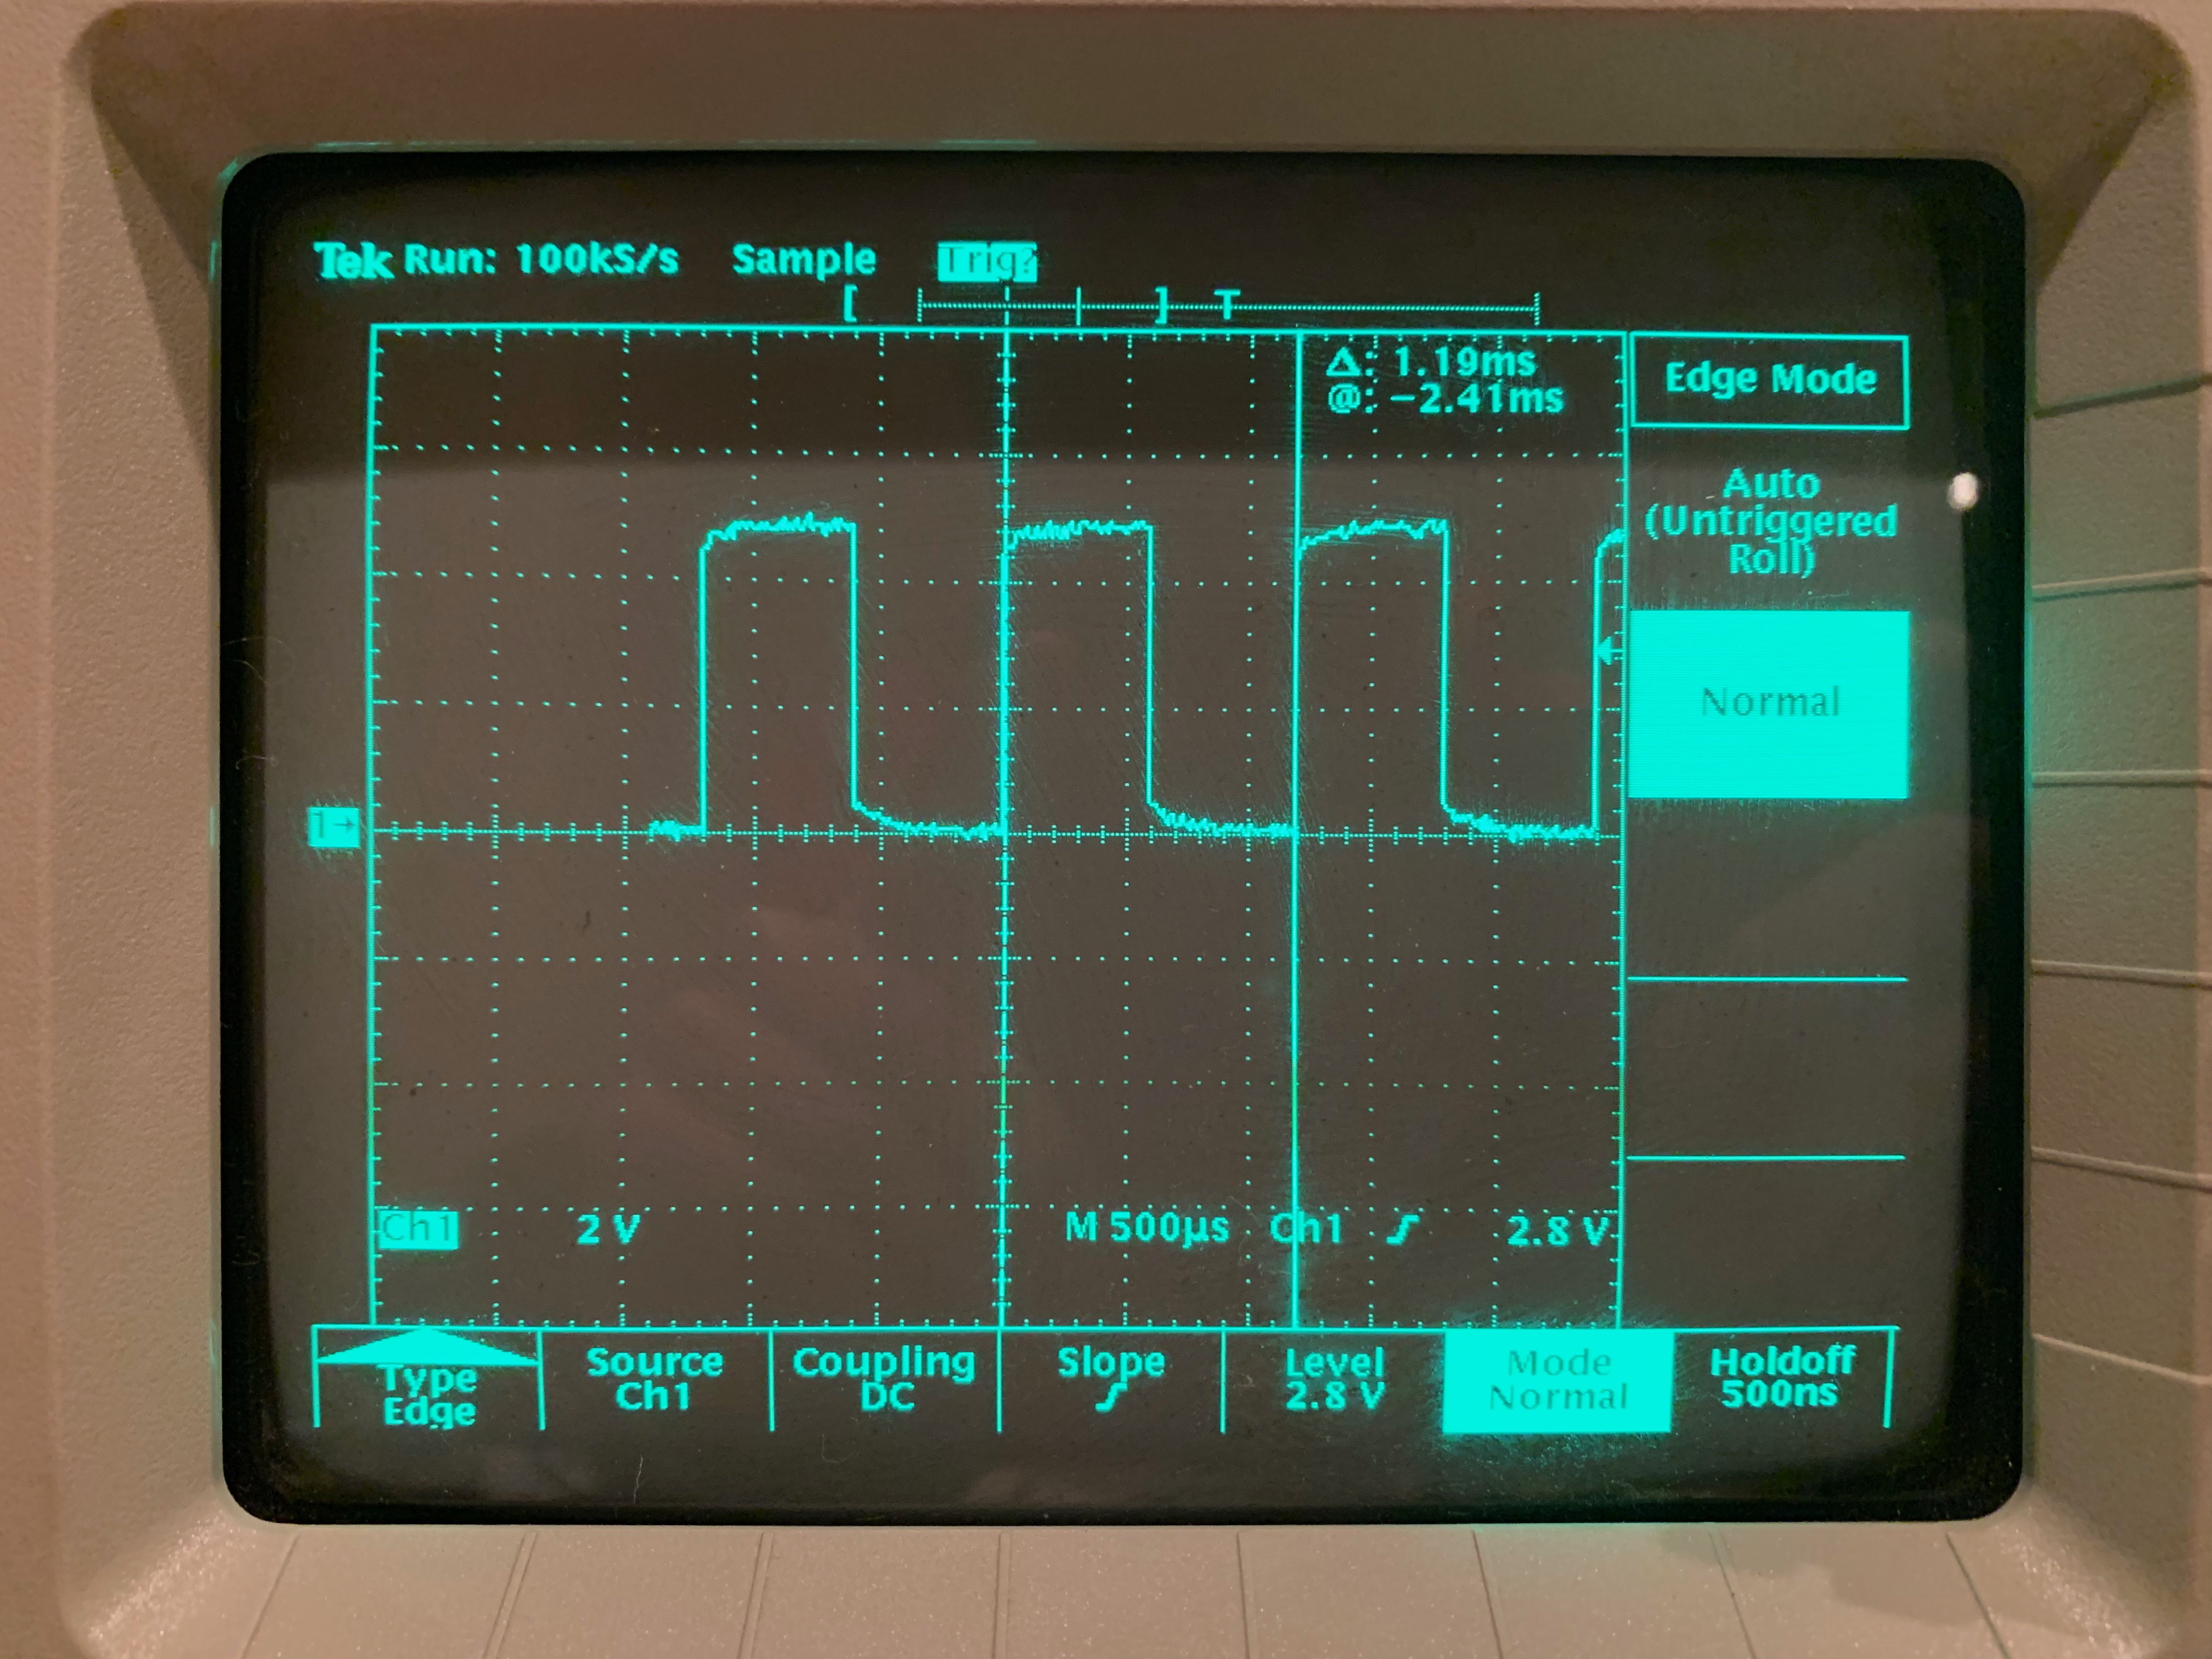 Tek Run: 100kS/s Sample Trig?
[ ] T
Δ: 1.19ms
@: -2.41ms
Edge Mode
Auto
(Untriggered
Roll)
Normal
1→
Ch1 2 V M 500µs Ch1 2.8 V
Type
Edge
Source
Ch1
Coupling
DC
Slope
Level
2.8 V
Mode
Normal
Holdoff
500ns